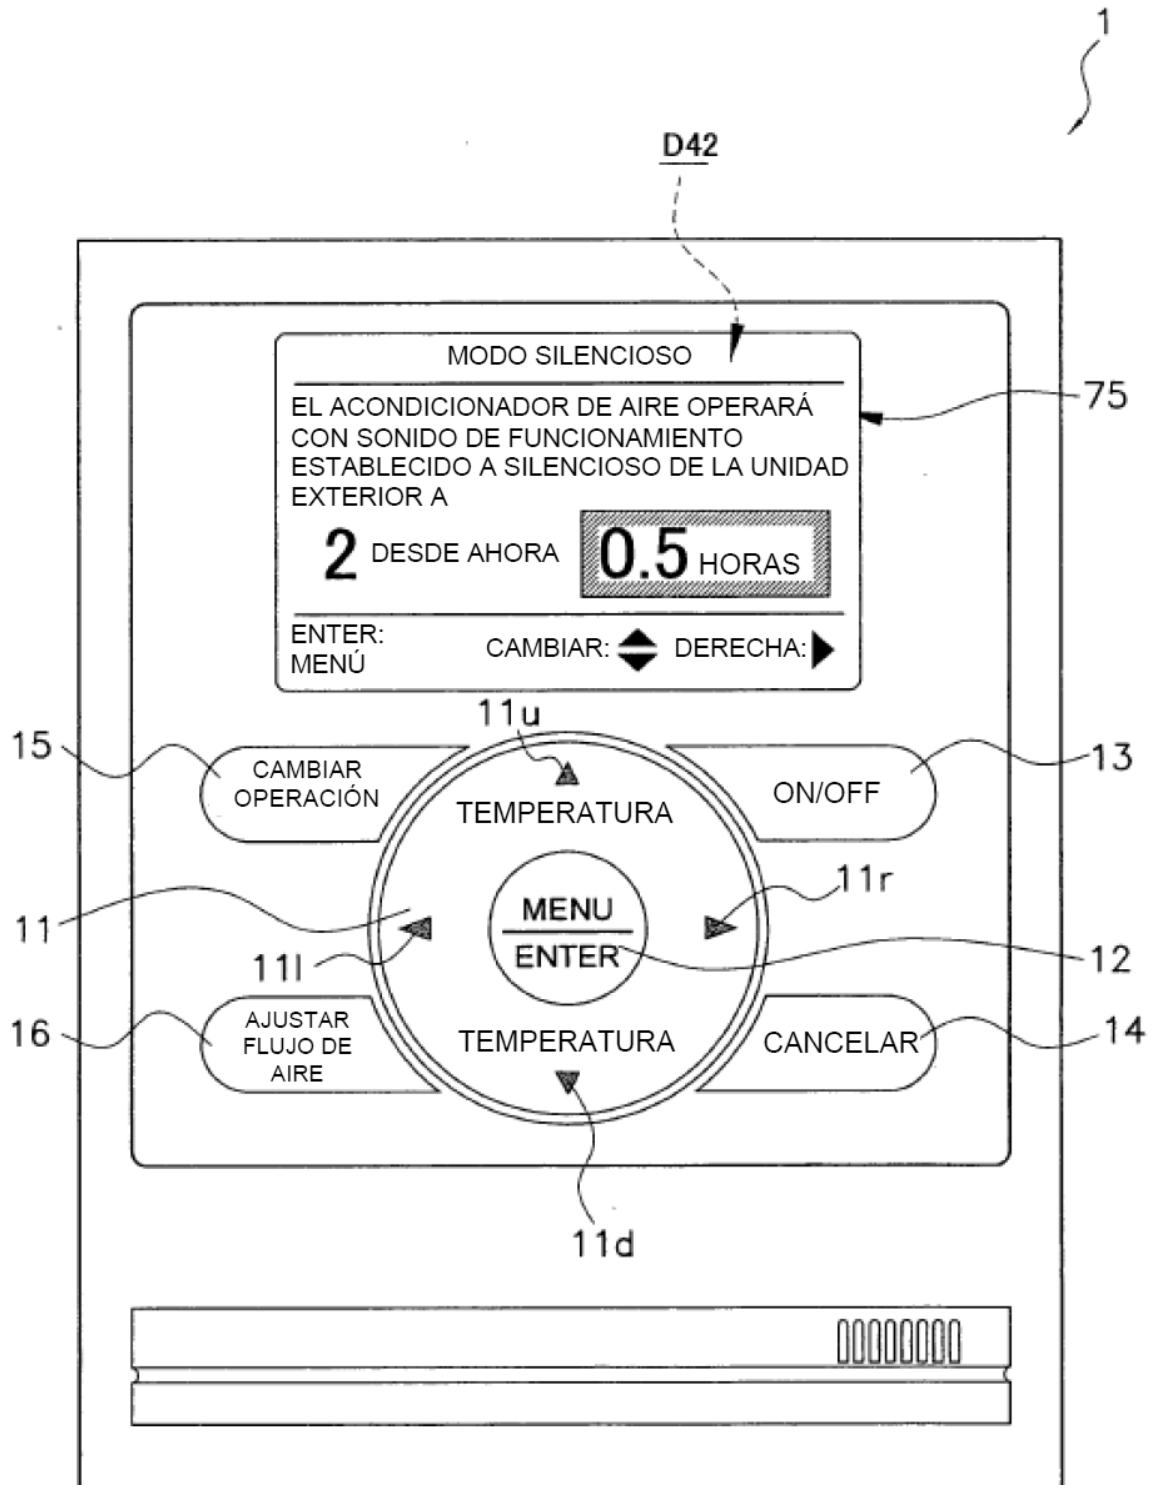 1
D42
MODO SILENCIOSO
75
EL ACONDICIONADOR DE AIRE OPERARÁ
CON SONIDO DE FUNCIONAMIENTO
ESTABLECIDO A SILENCIOSO DE LA UNIDAD
EXTERIOR A
2 DESDE AHORA 0.5 HORAS
ENTER:
MENÚ
CAMBIAR: DERECHA:
11u
15
13
CAMBIAR
OPERACIÓN
ON/OFF
TEMPERATURA
11r
11
MENU
ENTER
12
11l
16
14
AJUSTAR
FLUJO DE
AIRE
TEMPERATURA
CANCELAR
11d